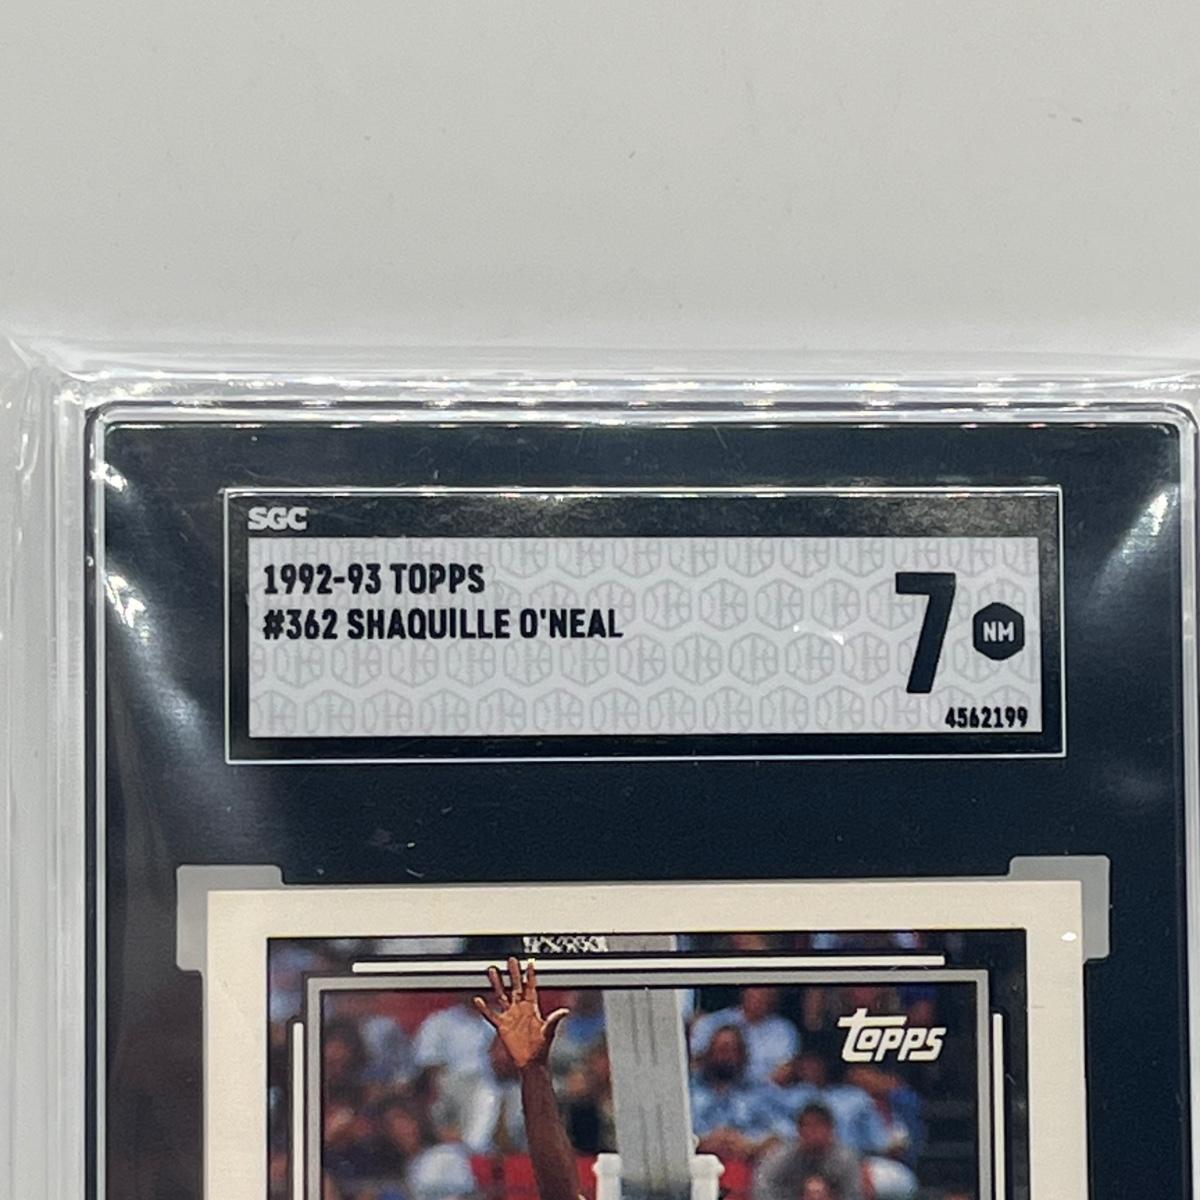 SGC
1992-93 TOPPS
#362 SHAQUILLE O'NEAL
7
NM
4562199
TOPPS